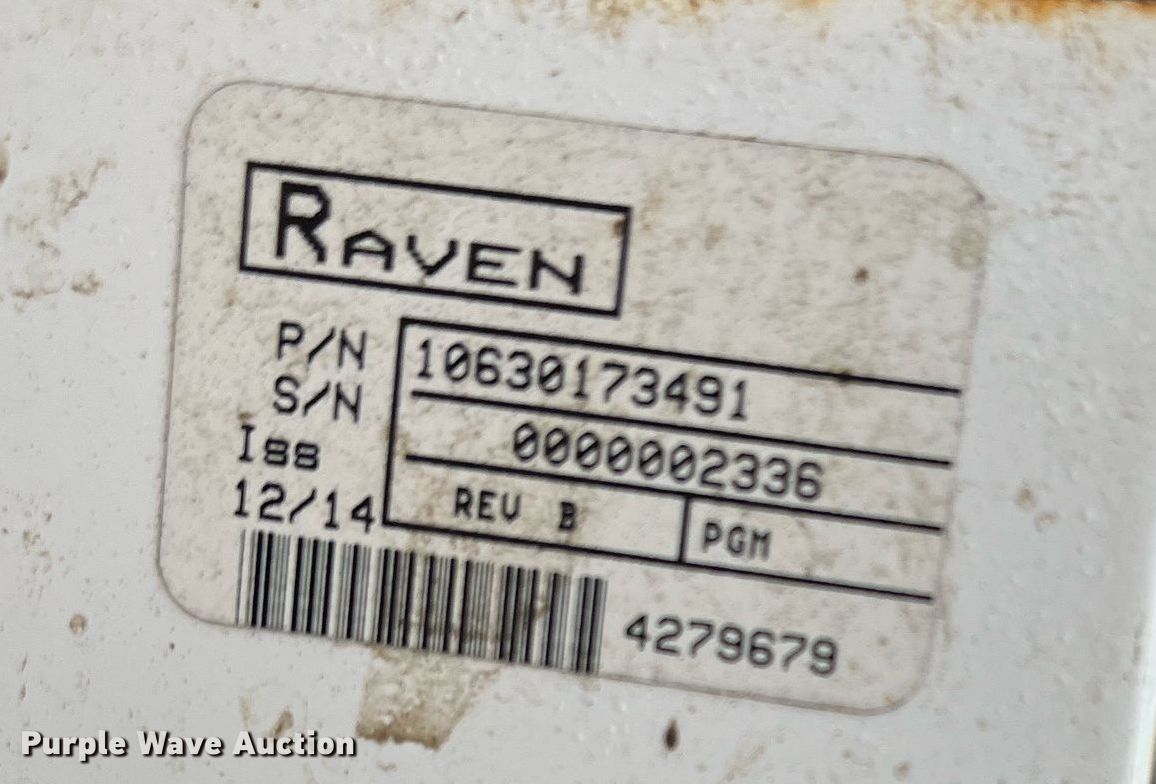 RAVEN
P/N 10630173491
S/N 0000002336
Iss REV B PGM
12/14
4279679
Purple Wave Auction